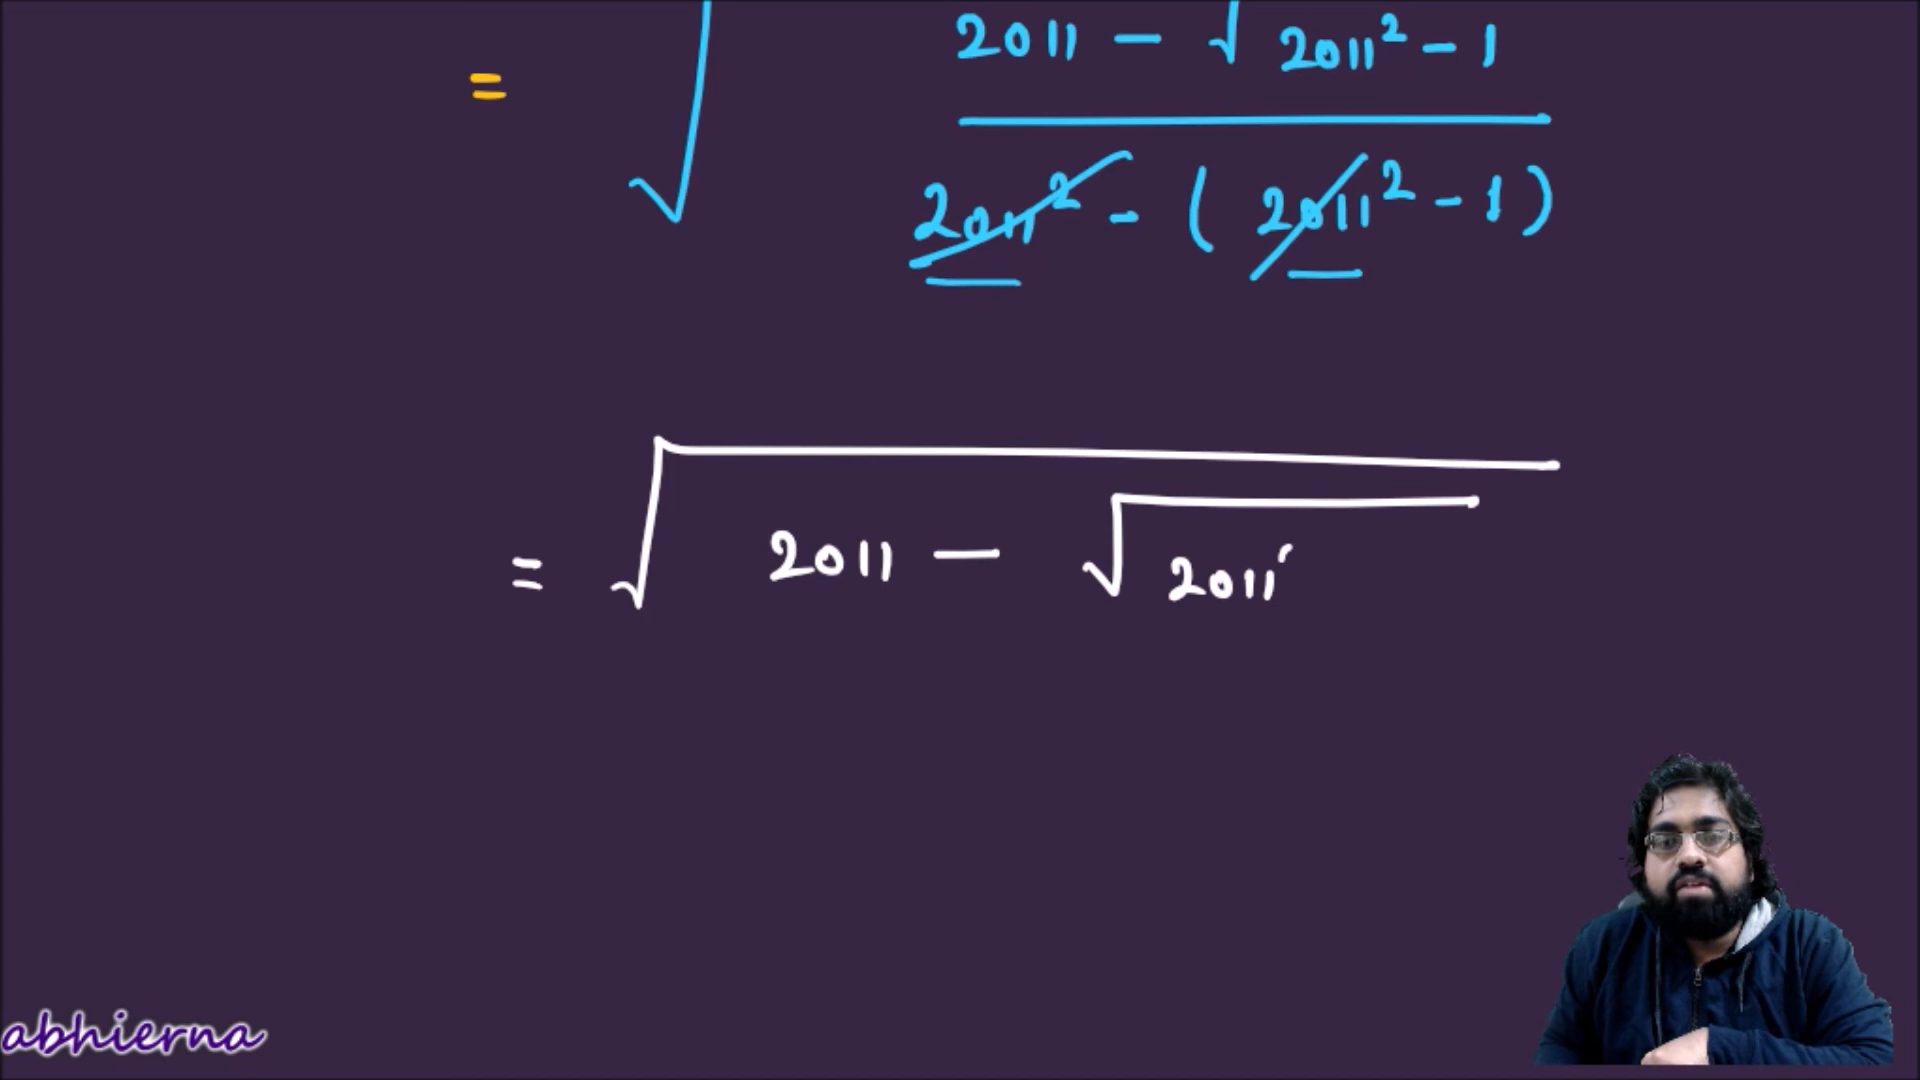 2011 - √ 2011² - 1
=
2011² - ( 2011² - 1 )
= √ 2011 - √ 2011
abhierna